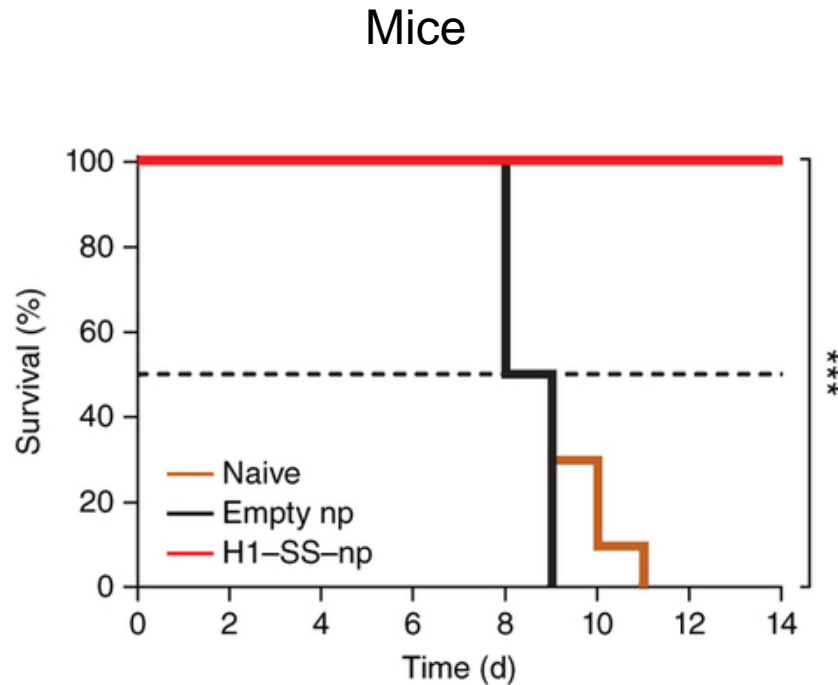 Mice
100
80
60
40
20
0
Survival (%)
Naive
Empty np
H1–SS–np
0 2 4 6 8 10 12 14
Time (d)
***